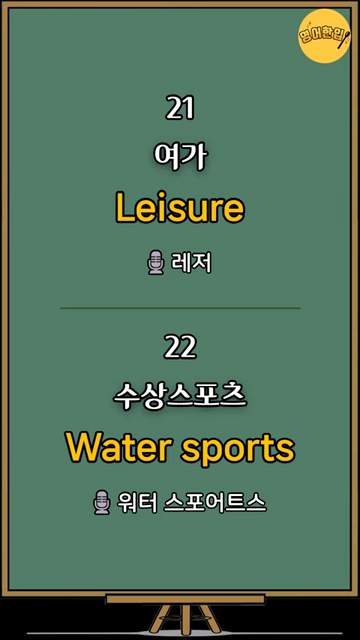 영어한입
21
여가
Leisure
레저
22
수상스포츠
Water sports
워터 스포어트스